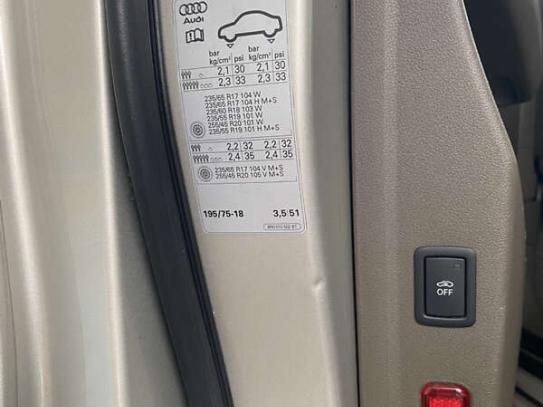 Audi
bar bar
kg/cm² psi kg/cm² psi
2,1 30 2,1 30
2,3 33 2,3 33
235/65 R17 104 W
235/65 R17 104 H M+S
235/60 R18 103 W
235/55 R19 101 W
255/45 R20 101 W
235/55 R19 101 H M+S
2,2 32 2,2 32
2,4 35 2,4 35
235/65 R17 104 V M+S
255/45 R20 105 V M+S
195/75-18 3,5/51
OFF